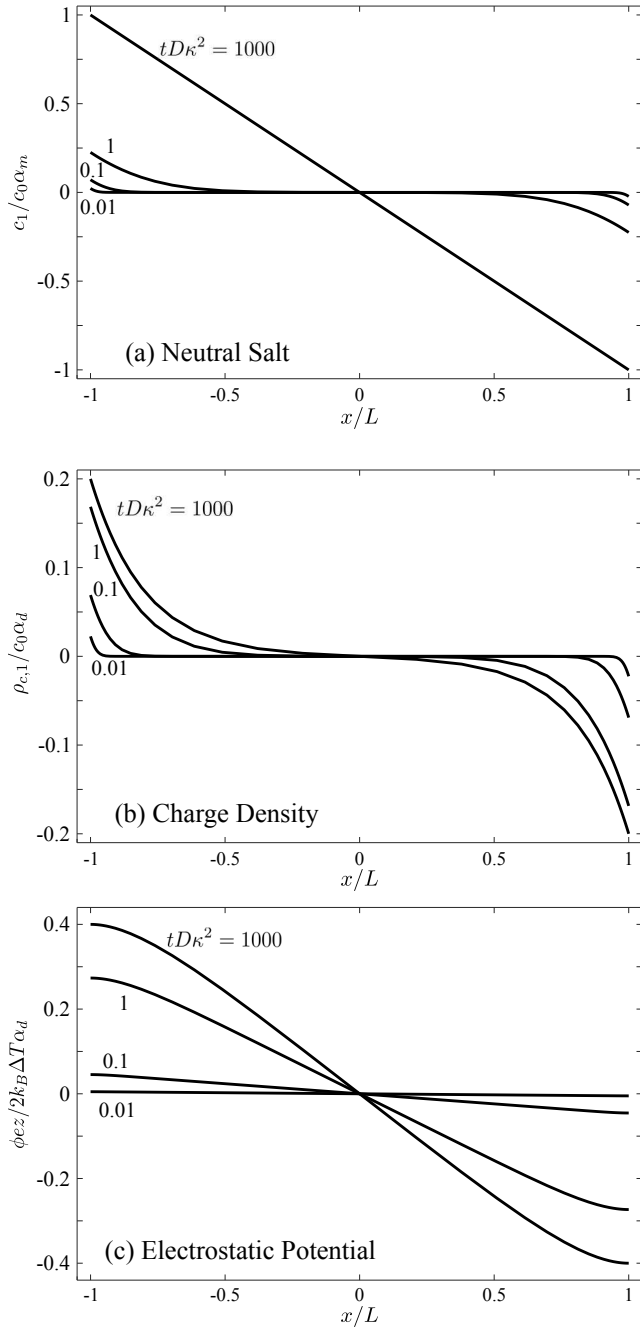 1
tDκ² = 1000
0.5
1
0.1
0
0.01
c₁/c₀αₘ
-0.5
(a) Neutral Salt
-1
-1 -0.5 0 0.5 1
x/L
0.2
tDκ² = 1000
0.1
1
0.1
0
0.01
ρ_{c,1}/c₀α_d
-0.1
(b) Charge Density
-0.2
-1 -0.5 0 0.5 1
x/L
0.4
tDκ² = 1000
0.2
1
0.1
0
0.01
ϕez/2k_BΔTα_d
-0.2
(c) Electrostatic Potential
-0.4
-1 -0.5 0 0.5 1
x/L